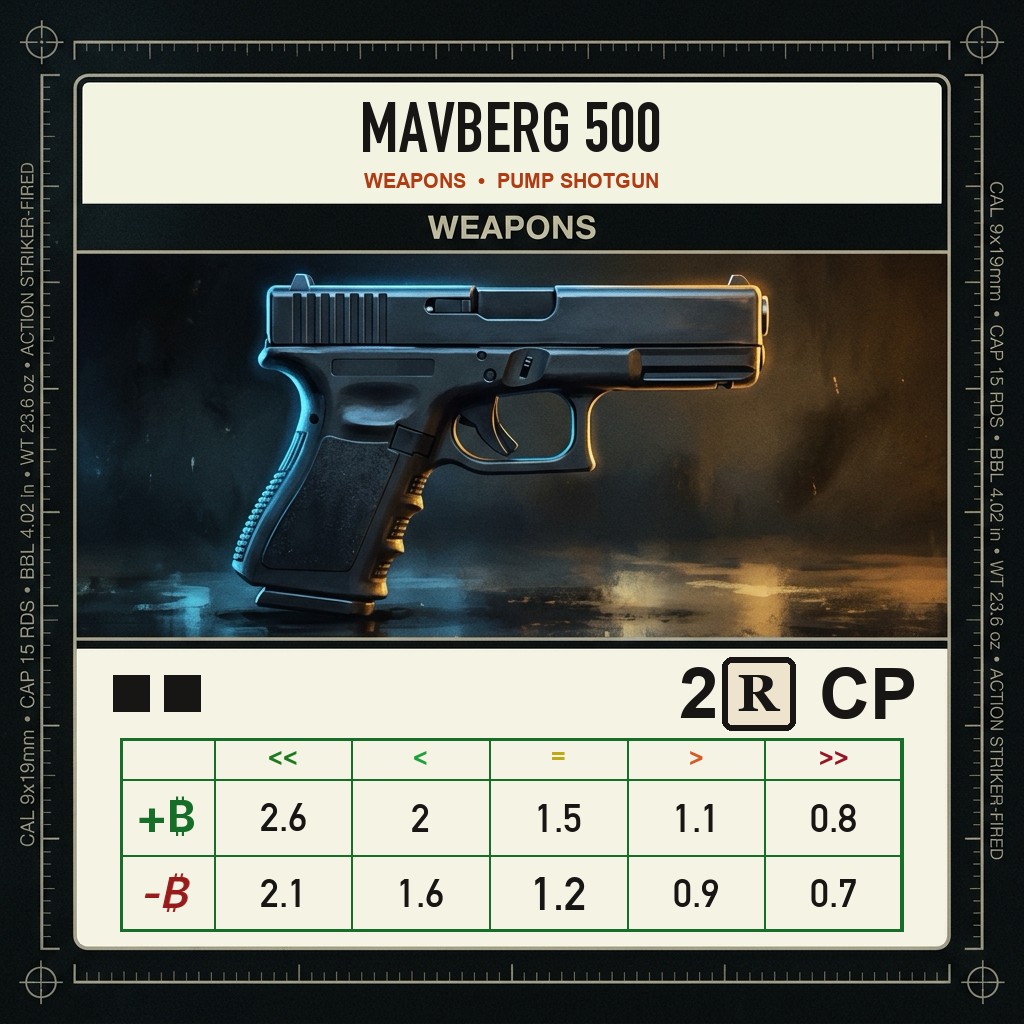 MAVBERG 500
WEAPONS • PUMP SHOTGUN
WEAPONS
CAL 9x19mm • CAP 15 RDS • BBL 4.02 in • WT 23.6 oz • ACTION STRIKER-FIRED
CAL 9x19mm • CAP 15 RDS • BBL 4.02 in • WT 23.6 oz • ACTION STRIKER-FIRED
2 R CP
<< < = > >>
+₿ 2.6 2 1.5 1.1 0.8
-₿ 2.1 1.6 1.2 0.9 0.7